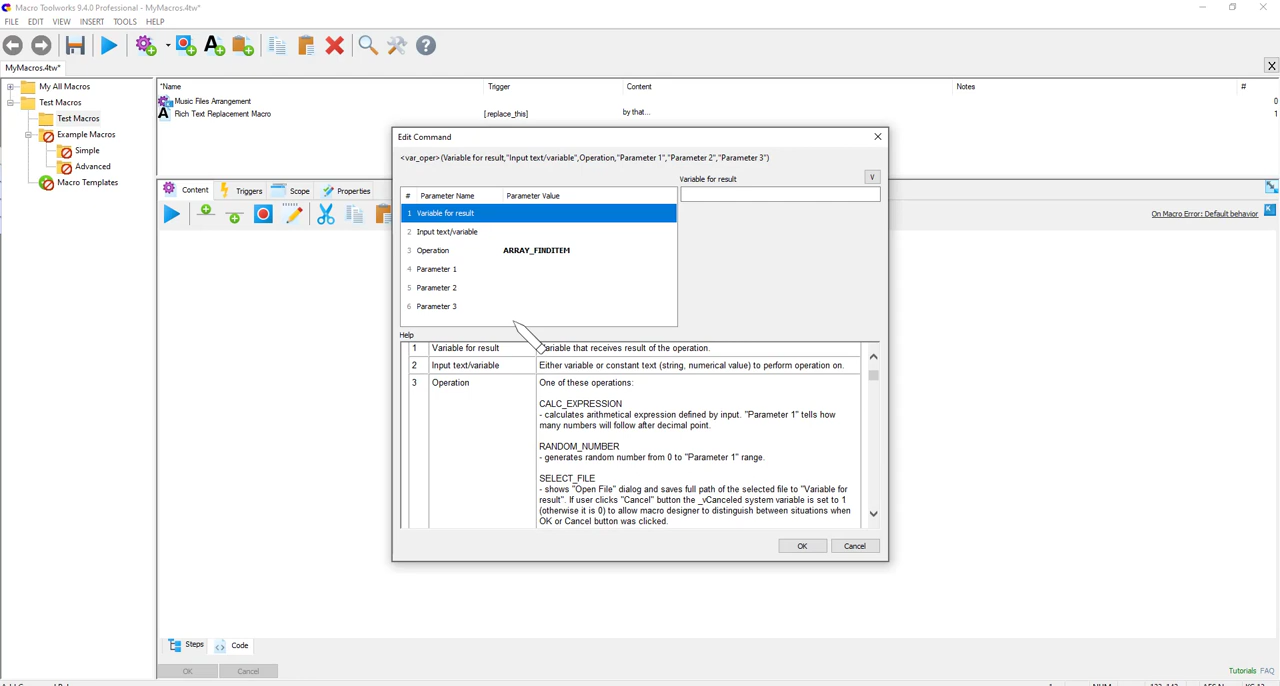 Macro Toolworks 9.4.0 Professional - MyMacros.4tw*
FILE EDIT VIEW INSERT TOOLS HELP
MyMacros.4tw*
My All Macros
Test Macros
Test Macros
Example Macros
Simple
Advanced
Macro Templates
*Name Trigger Content Notes #
Music Files Arrangement 0
Rich Text Replacement Macro [.replace_this] by that... 1
Content Triggers Scope Properties
On Macro Error: Default behavior
Edit Command
<var_oper>(Variable for result,"Input text/variable",Operation,"Parameter 1","Parameter 2","Parameter 3")
Variable for result V
# Parameter Name Parameter Value
1 Variable for result
2 Input text/variable
3 Operation ARRAY_FINDITEM
4 Parameter 1
5 Parameter 2
6 Parameter 3
Help
1 Variable for result Variable that receives result of the operation.
2 Input text/variable Either variable or constant text (string, numerical value) to perform operation on.
3 Operation One of these operations:
CALC_EXPRESSION
- calculates arithmetical expression defined by input. "Parameter 1" tells how
many numbers will follow after decimal point.
RANDOM_NUMBER
- generates random number from 0 to "Parameter 1" range.
SELECT_FILE
- shows "Open File" dialog and saves full path of the selected file to "Variable for
result". If user clicks "Cancel" button the _vCanceled system variable is set to 1
(otherwise it is 0) to allow macro designer to distinguish between situations when
OK or Cancel button was clicked.
OK Cancel
Steps Code
OK Cancel
Tutorials FAQ